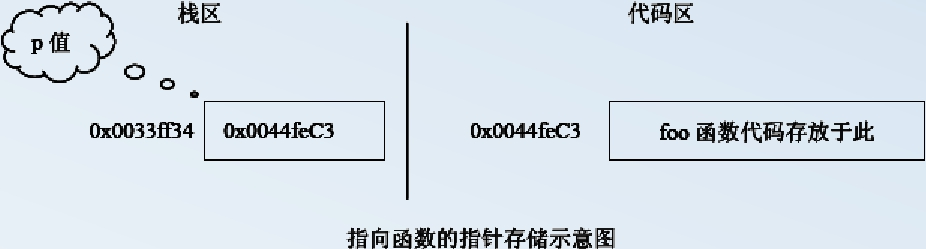 栈区
代码区
p 值
0x0033ff34
0x0044feC3
0x0044feC3
foo 函数代码存放于此
指向函数的指针存储示意图